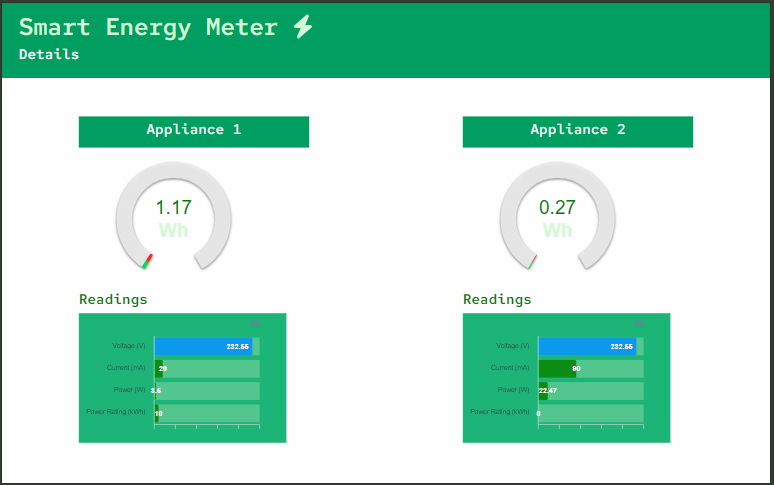 Smart Energy Meter
Details
Appliance 1
Appliance 2
1.17
Wh
0.27
Wh
Readings
Readings
Voltage (V) 232.55
Current (mA) 20
Power (W) 3.5
Power Rating (kWh) 10
Voltage (V) 232.55
Current (mA) 90
Power (W) 22.47
Power Rating (kWh) 0